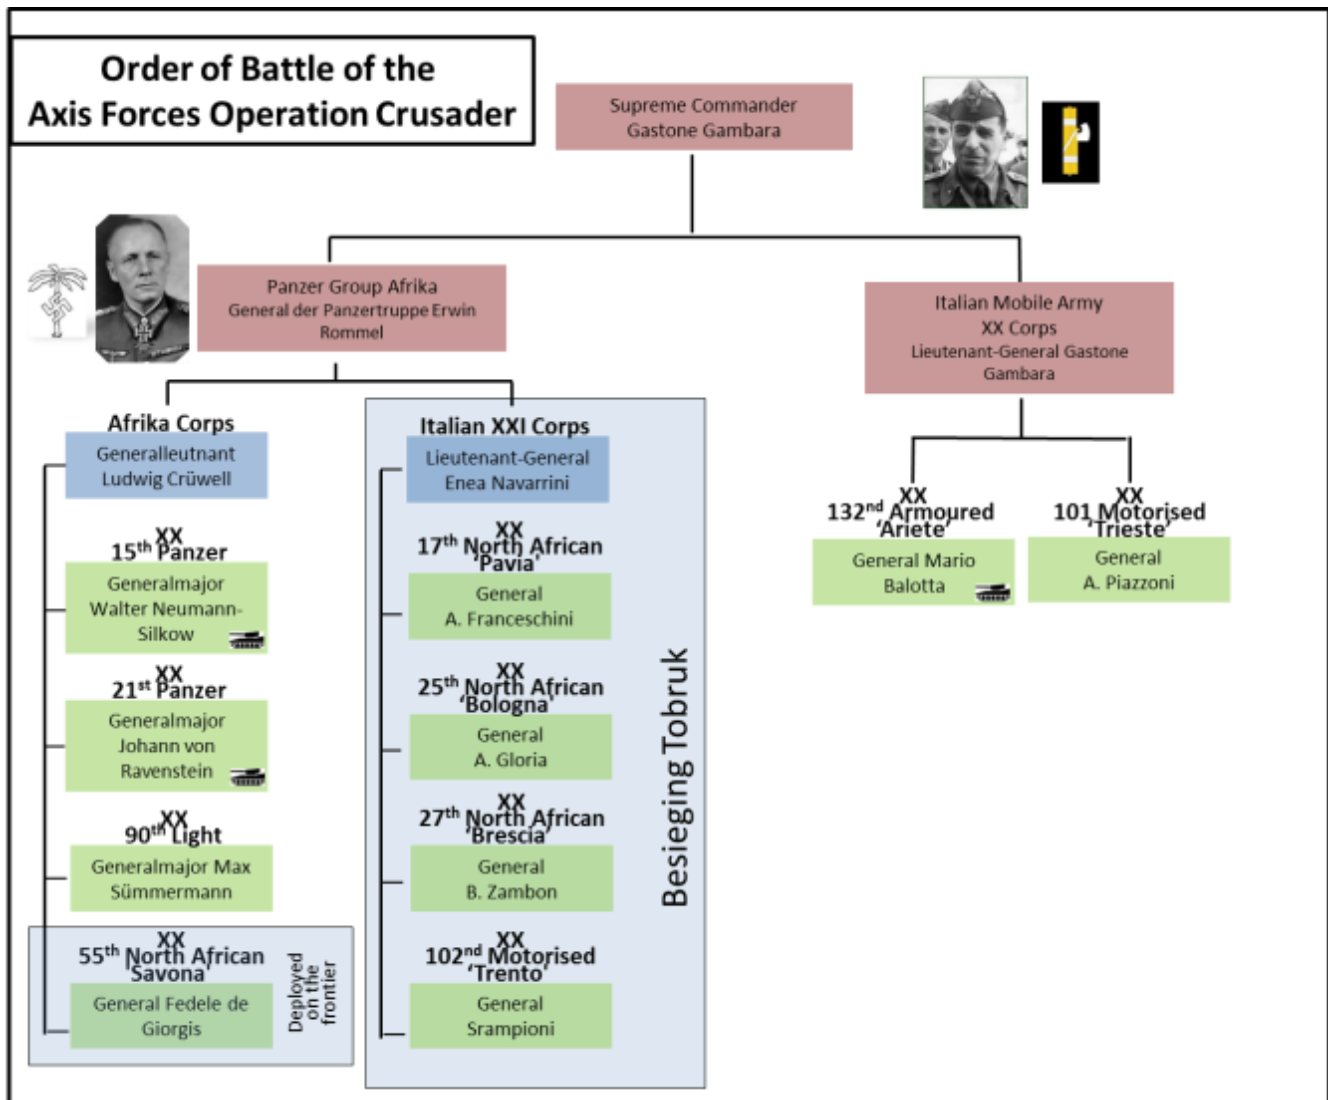 Order of Battle of the
Axis Forces Operation Crusader
Supreme Commander
Gastone Gambara
Panzer Group Afrika
General der Panzertruppe Erwin
Rommel
Italian Mobile Army
XX Corps
Lieutenant-General Gastone
Gambara
Afrika Corps
Generalleutnant
Ludwig Crüwell
XX
15th Panzer
Generalmajor
Walter Neumann-
Silkow
XX
21st Panzer
Generalmajor
Johann von
Ravenstein
XX
90th Light
Generalmajor Max
Sümmermann
XX
55th North African
'Savona'
General Fedele de
Giorgis
Deployed
on the
frontier
Italian XXI Corps
Lieutenant-General
Enea Navarrini
XX
17th North African
'Pavia'
General
A. Franceschini
XX
25th North African
'Bologna'
General
A. Gloria
XX
27th North African
'Brescia'
General
B. Zambon
XX
102nd Motorised
'Trento'
General
Srampioni
Besieging Tobruk
XX
132nd Armoured
'Ariete'
General Mario
Balotta
XX
101 Motorised
'Trieste'
General
A. Piazzoni